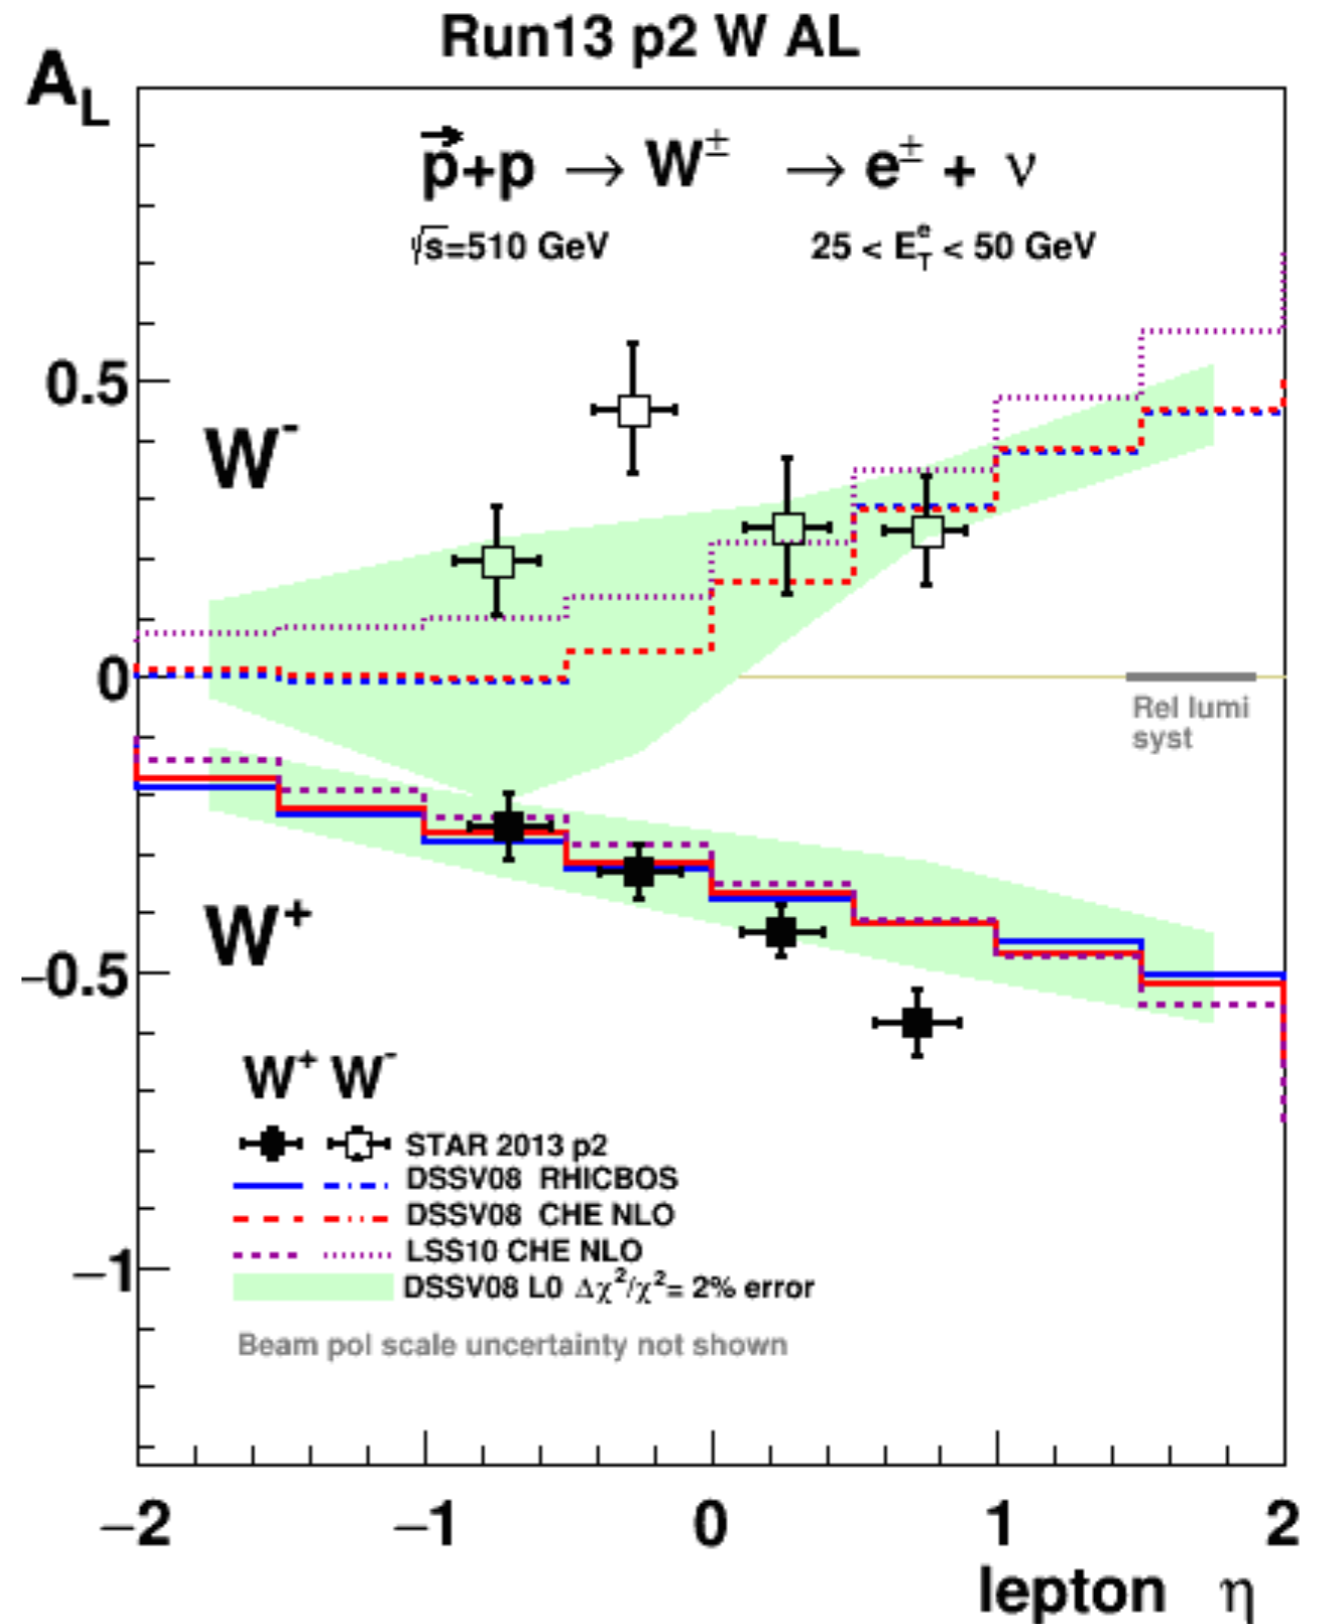 Run13 p2 W AL
A_L
p⃗+p → W± → e± + ν
√s=510 GeV 25 < E_T^e < 50 GeV
0.5
W⁻
0
Rel lumi
syst
W⁺
−0.5
W⁺ W⁻
STAR 2013 p2
DSSV08 RHICBOS
DSSV08 CHE NLO
LSS10 CHE NLO
−1
DSSV08 L0 Δχ²/χ²= 2% error
Beam pol scale uncertainty not shown
−2 −1 0 1 2
lepton η